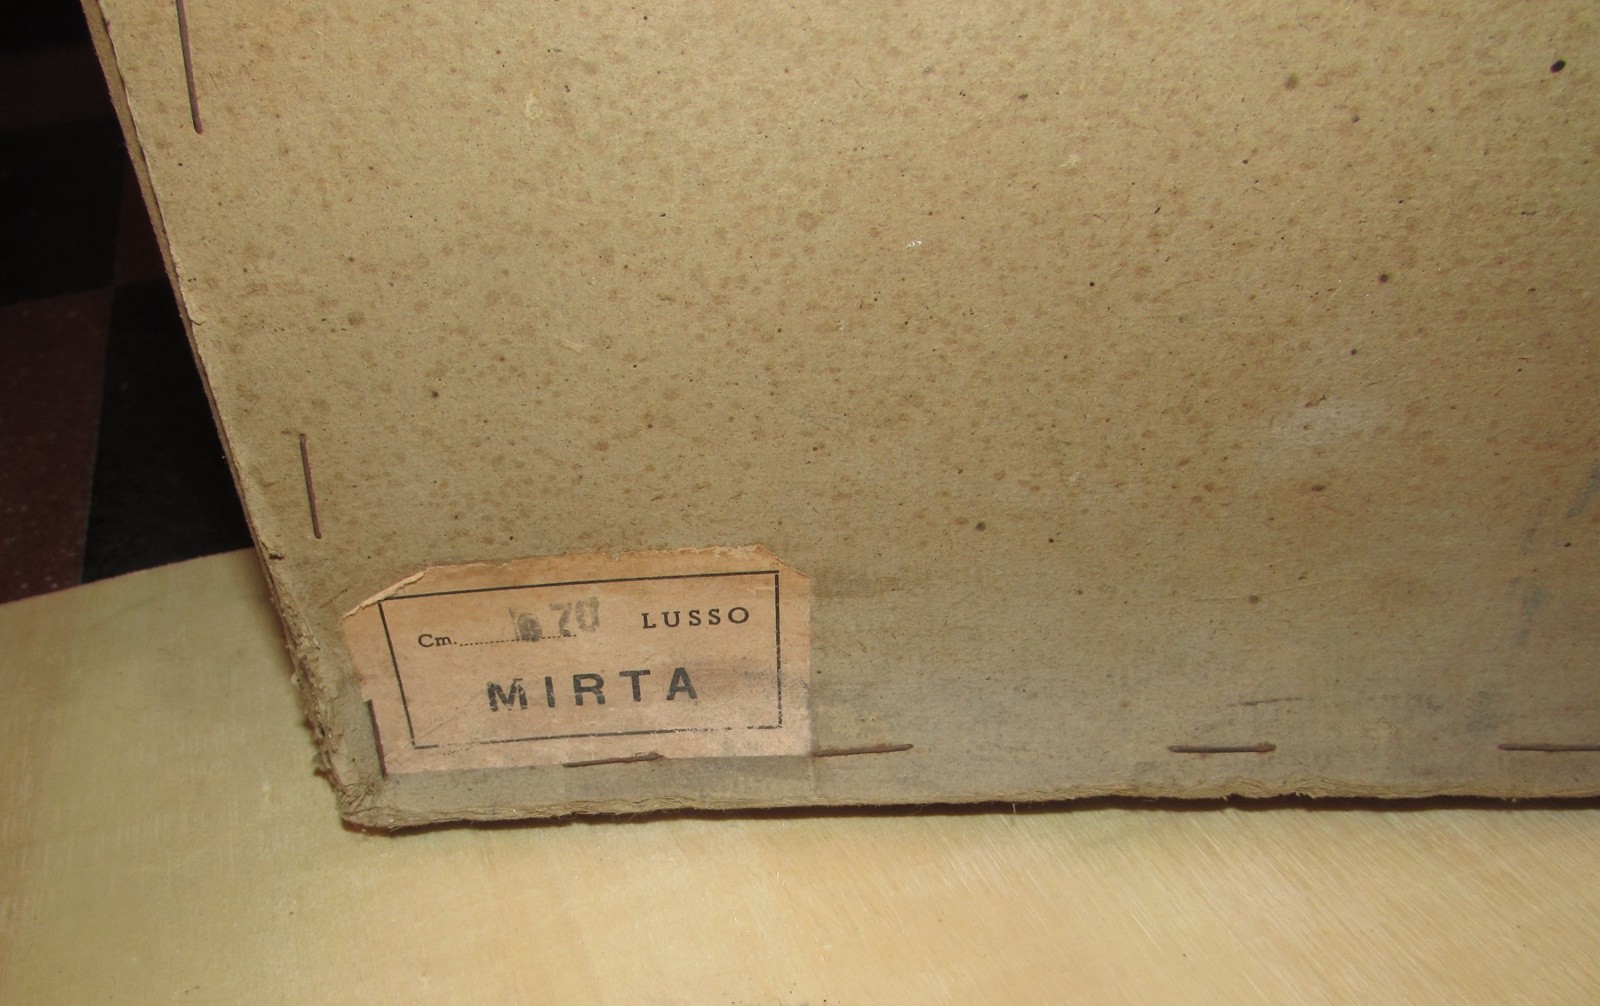 Cm. 70 LUSSO
MIRTA